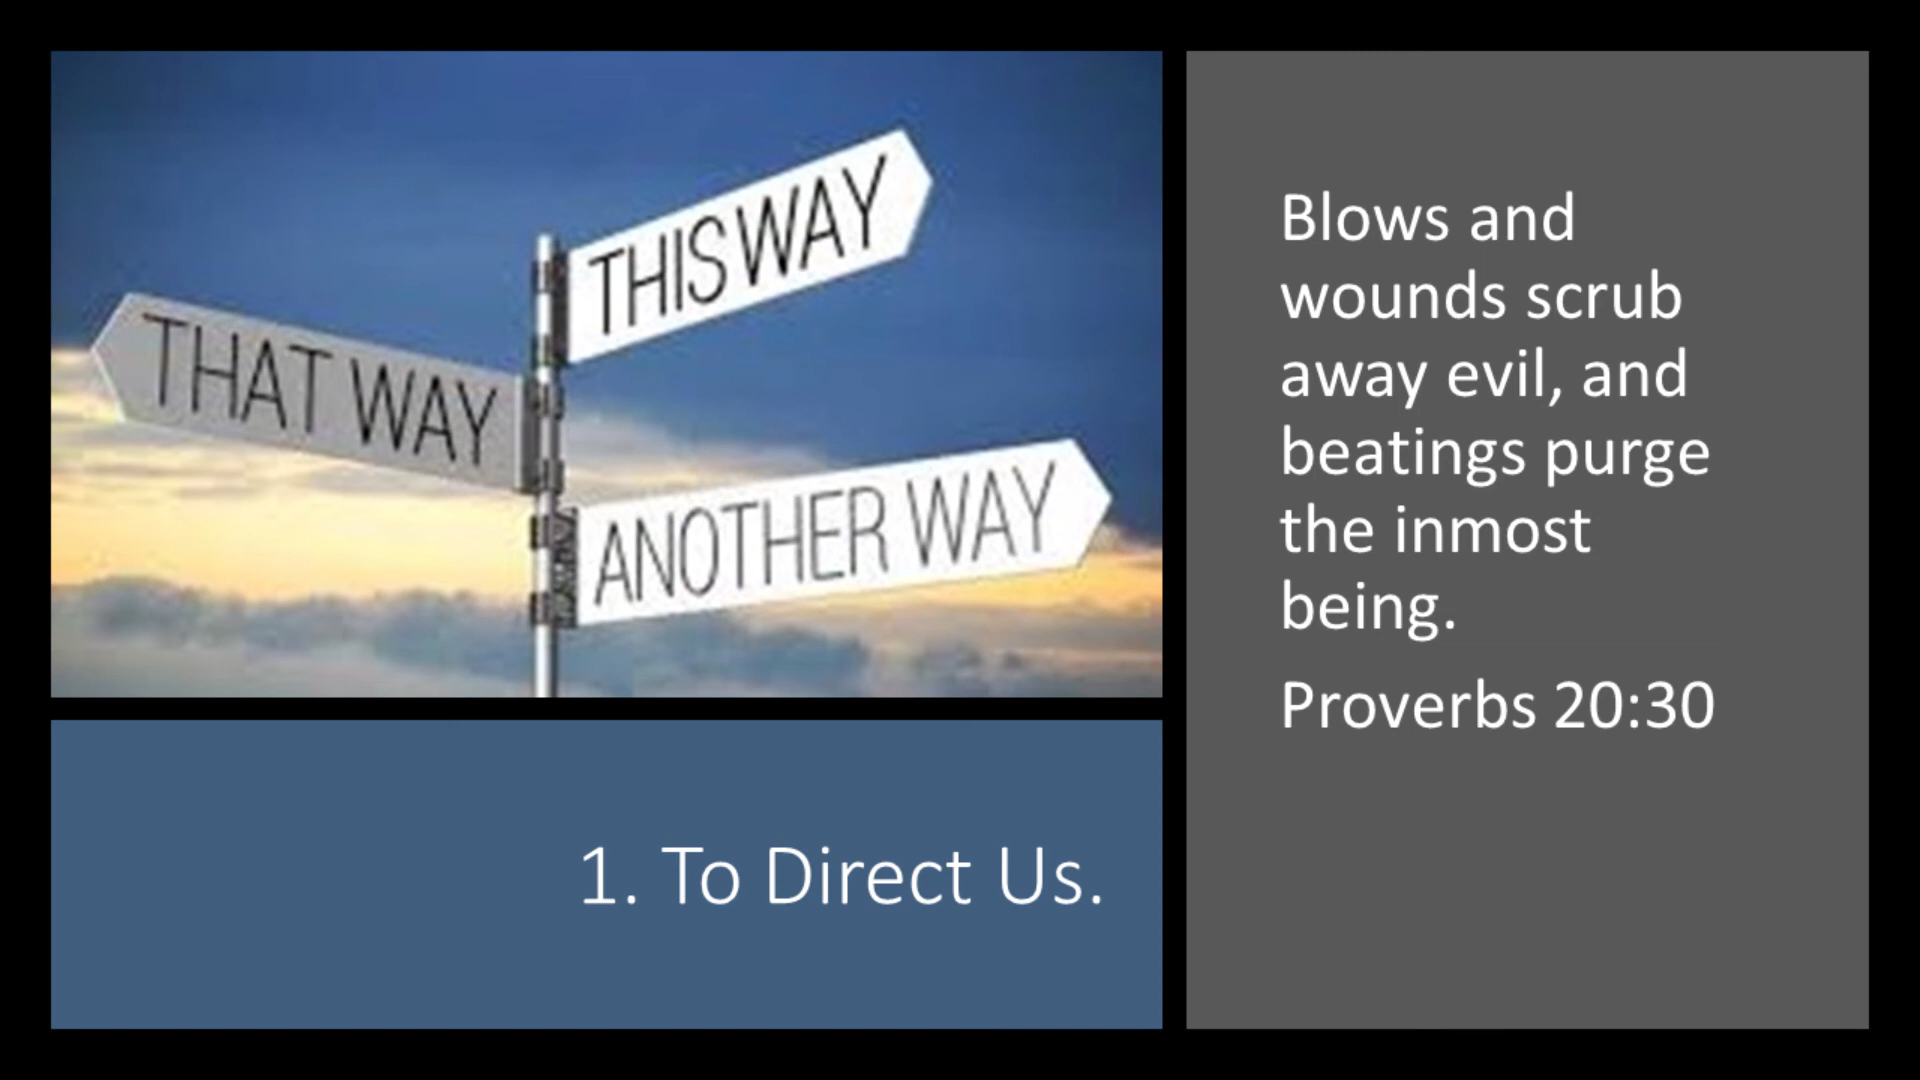 THIS WAY
THAT WAY
ANOTHER WAY
1. To Direct Us.
Blows and
wounds scrub
away evil, and
beatings purge
the inmost
being.
Proverbs 20:30